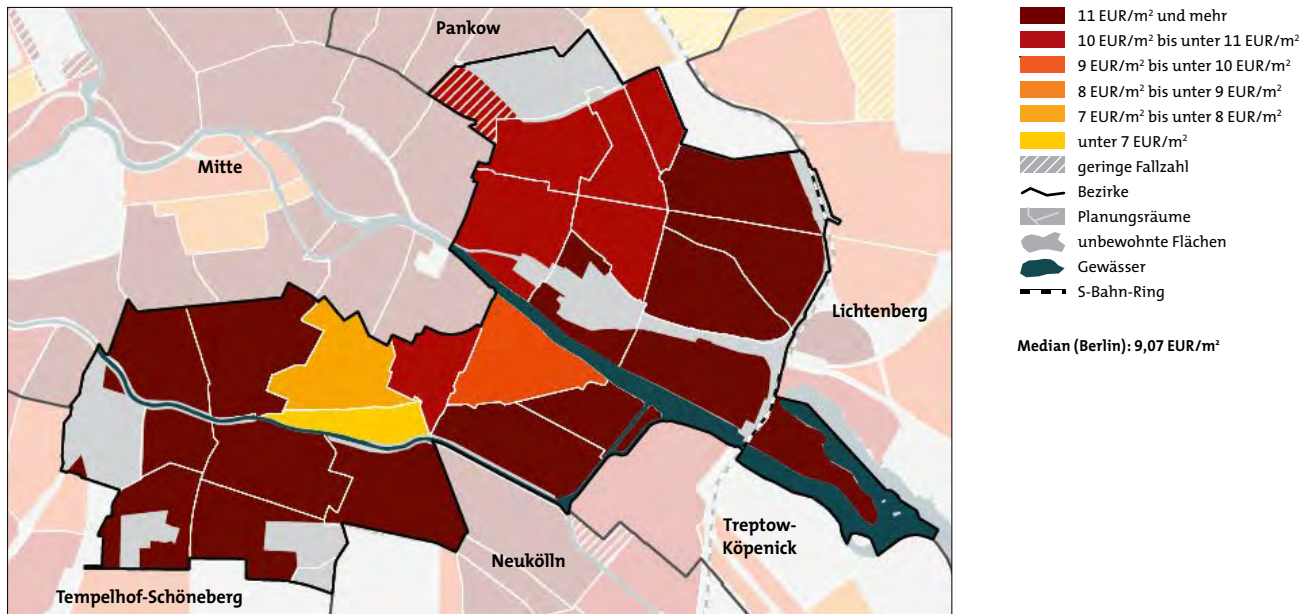 Pankow
Mitte
Lichtenberg
Treptow-
Köpenick
Neukölln
Tempelhof-Schöneberg
11 EUR/m² und mehr
10 EUR/m² bis unter 11 EUR/m²
9 EUR/m² bis unter 10 EUR/m²
8 EUR/m² bis unter 9 EUR/m²
7 EUR/m² bis unter 8 EUR/m²
unter 7 EUR/m²
geringe Fallzahl
Bezirke
Planungsräume
unbewohnte Flächen
Gewässer
S-Bahn-Ring
Median (Berlin): 9,07 EUR/m²